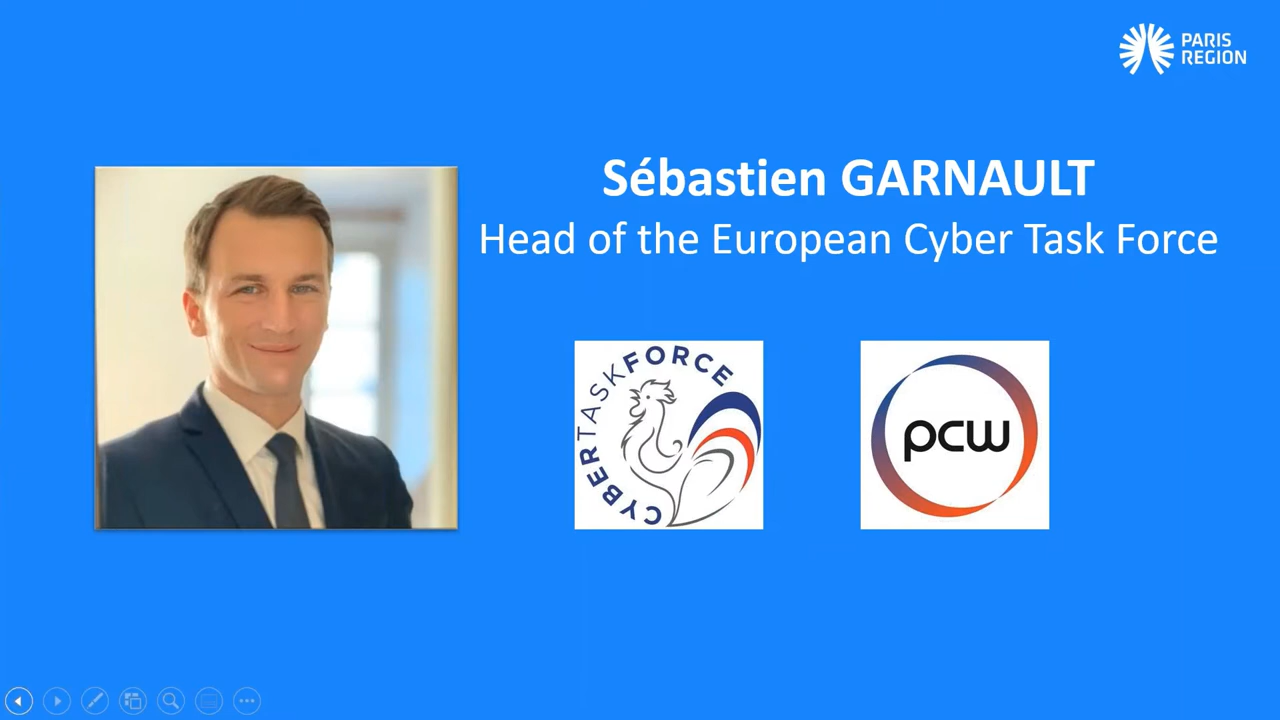 PARIS
REGION
Sébastien GARNAULT
Head of the European Cyber Task Force
CYBERTASKFORCE
pcw